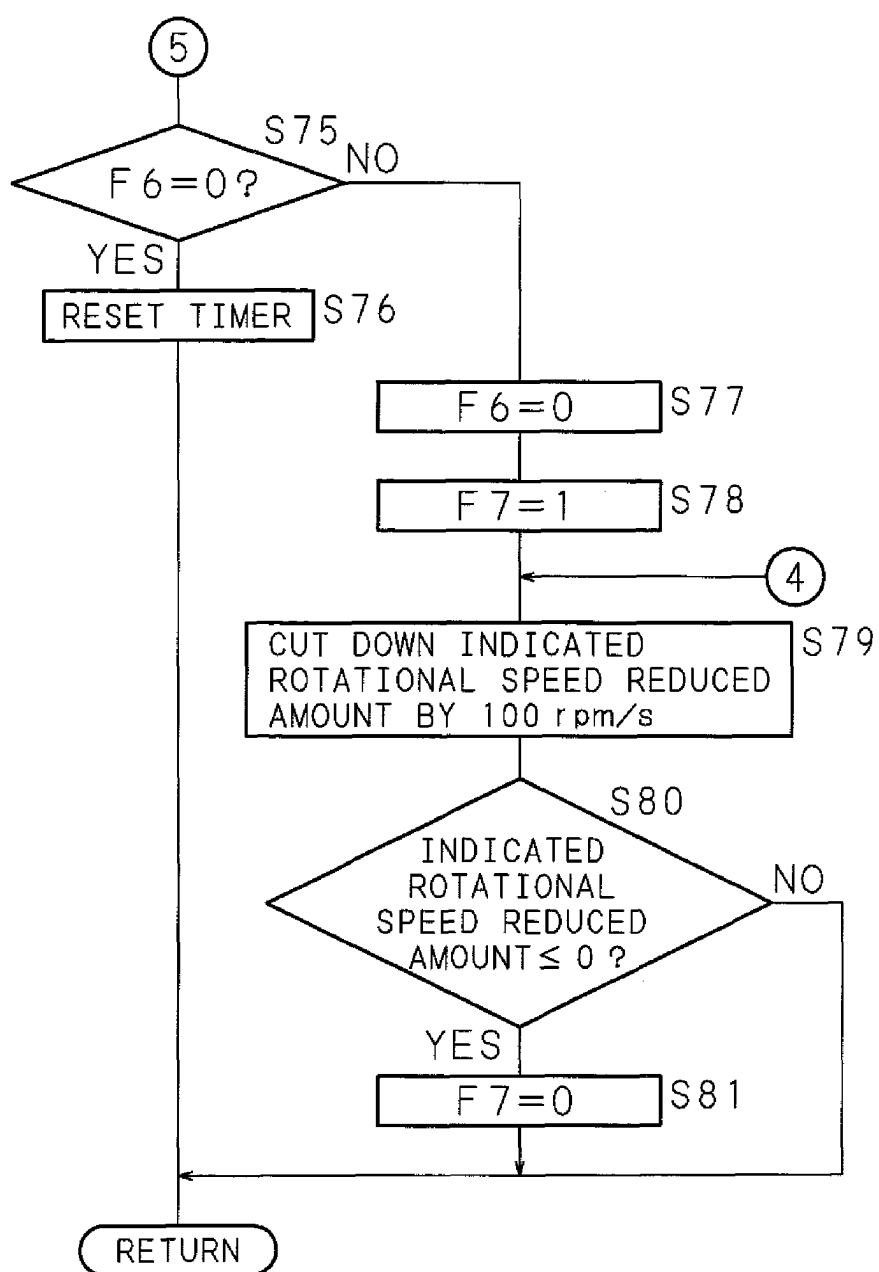 5
S75
F6=0?
NO
YES
RESET TIMER
S76
F6=0
S77
F7=1
S78
4
CUT DOWN INDICATED
ROTATIONAL SPEED REDUCED
AMOUNT BY 100 rpm/s
S79
S80
INDICATED
ROTATIONAL
SPEED REDUCED
AMOUNT≤ 0 ?
NO
YES
F7=0
S81
RETURN